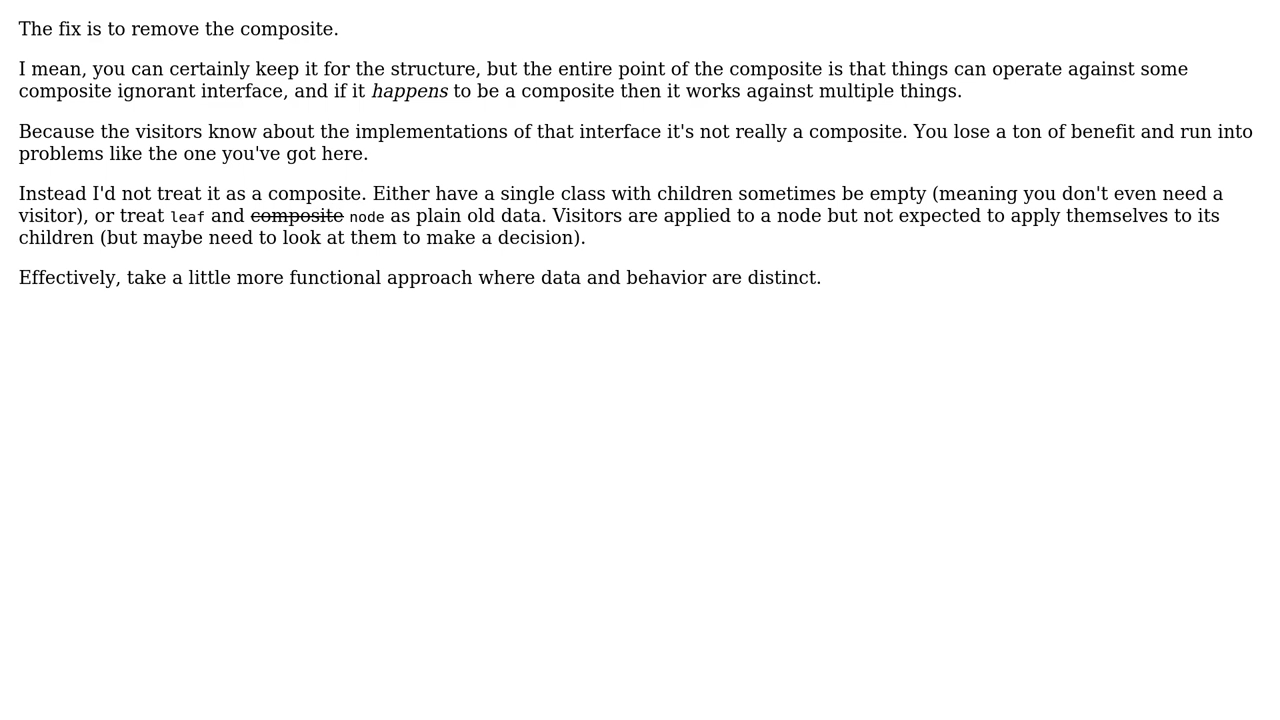 The fix is to remove the composite.
I mean, you can certainly keep it for the structure, but the entire point of the composite is that things can operate against some
composite ignorant interface, and if it happens to be a composite then it works against multiple things.
Because the visitors know about the implementations of that interface it's not really a composite. You lose a ton of benefit and run into
problems like the one you've got here.
Instead I'd not treat it as a composite. Either have a single class with children sometimes be empty (meaning you don't even need a
visitor), or treat leaf and composite node as plain old data. Visitors are applied to a node but not expected to apply themselves to its
children (but maybe need to look at them to make a decision).
Effectively, take a little more functional approach where data and behavior are distinct.